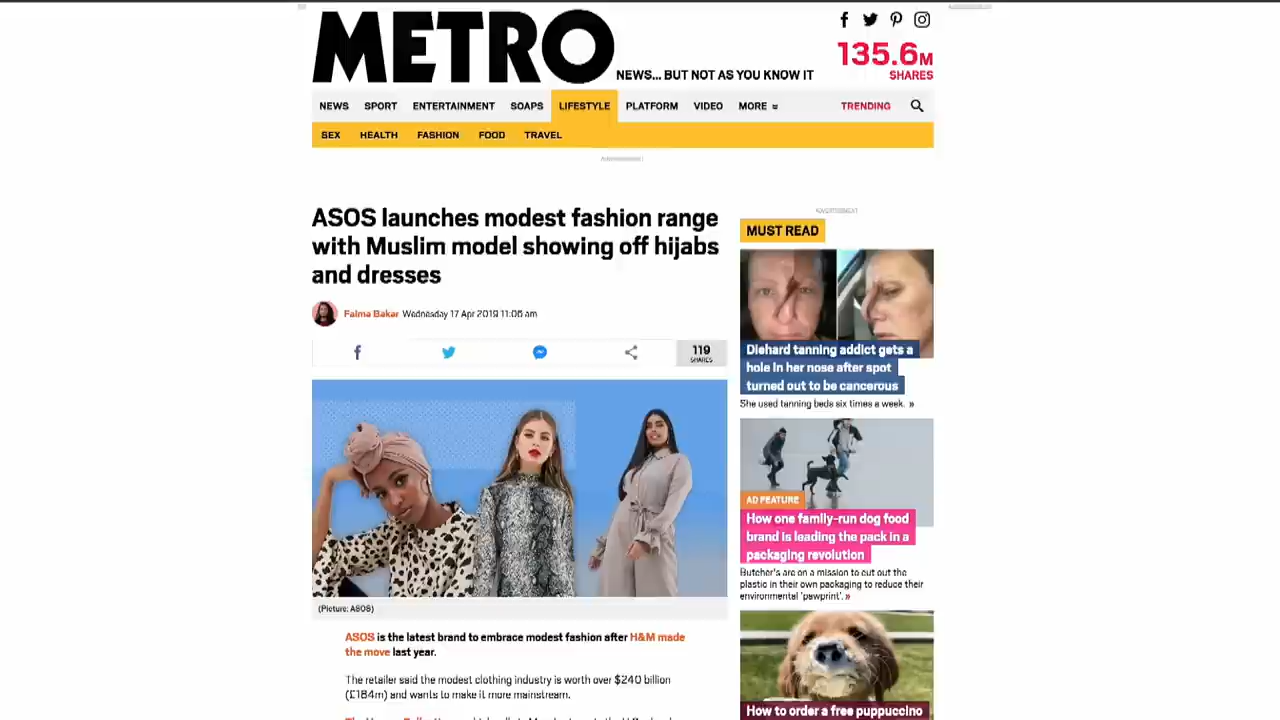 METRO
NEWS... BUT NOT AS YOU KNOW IT
135.6M
SHARES
NEWS SPORT ENTERTAINMENT SOAPS LIFESTYLE PLATFORM VIDEO MORE TRENDING
SEX HEALTH FASHION FOOD TRAVEL
ASOS launches modest fashion range
with Muslim model showing off hijabs
and dresses
Faima Bakar Wednesday 17 Apr 2019 11:06 am
119
SHARES
(Picture: ASOS)
ASOS is the latest brand to embrace modest fashion after H&M made
the move last year.
The retailer said the modest clothing industry is worth over $240 billion
(£184m) and wants to make it more mainstream.
ADVERTISEMENT
MUST READ
Diehard tanning addict gets a
hole in her nose after spot
turned out to be cancerous
She used tanning beds six times a week. »
AD FEATURE
How one family-run dog food
brand is leading the pack in a
packaging revolution
Butcher's are on a mission to cut out the
plastic in their own packaging to reduce their
environmental 'pawprint'. »
How to order a free puppuccino